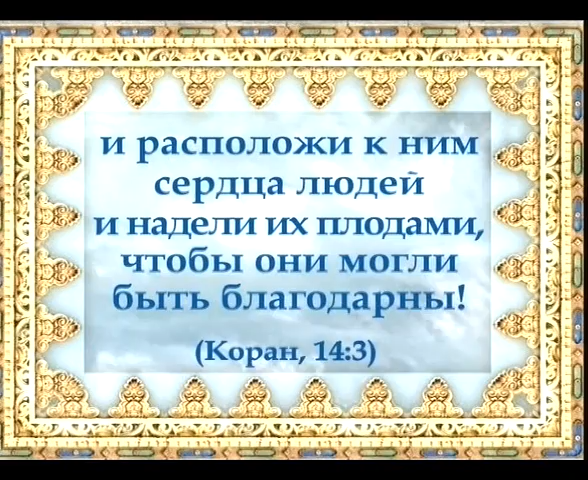 и расположи к ним
сердца людей
и надели их плодами,
чтобы они могли
быть благодарны!
(Коран, 14:3)